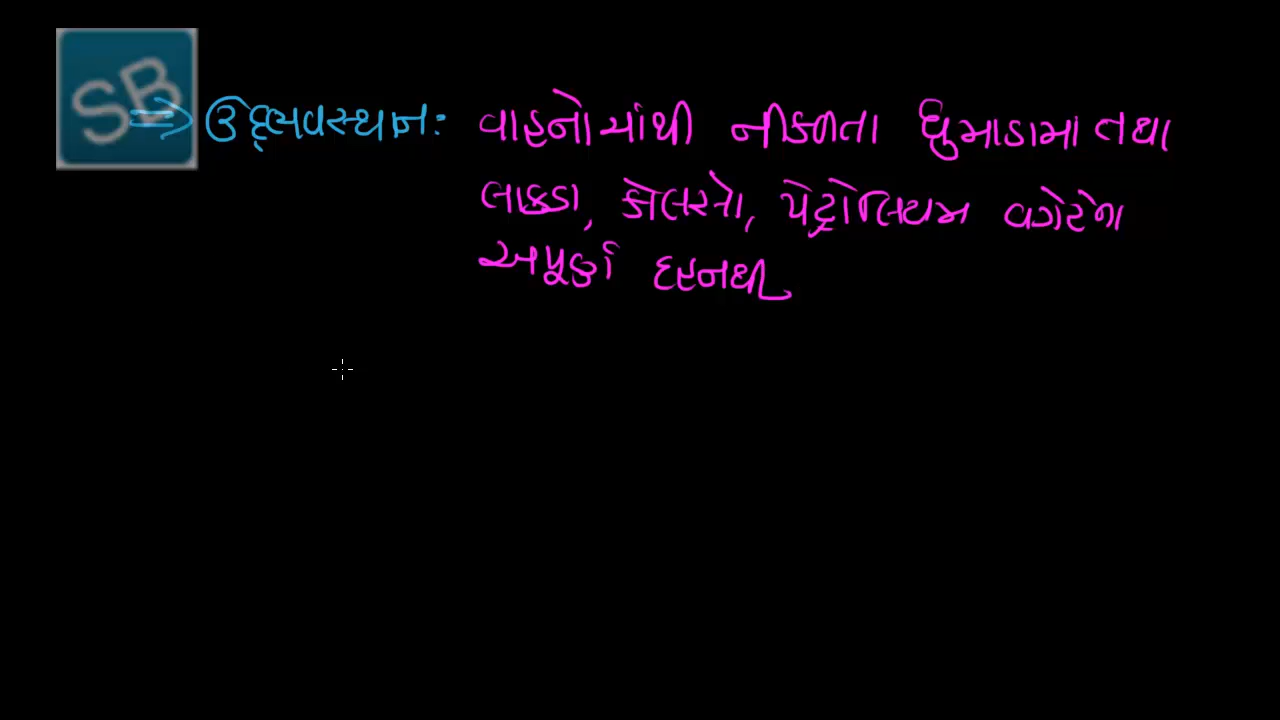 SB
⇒ ઉદ્ભવસ્થાન: વાહનોમાંથી નીકળતા ધુમાડામાં તથા
લાકડા, કોલસો, પેટ્રોલિયમ વગેરેના
અપૂર્ણ દહનથી